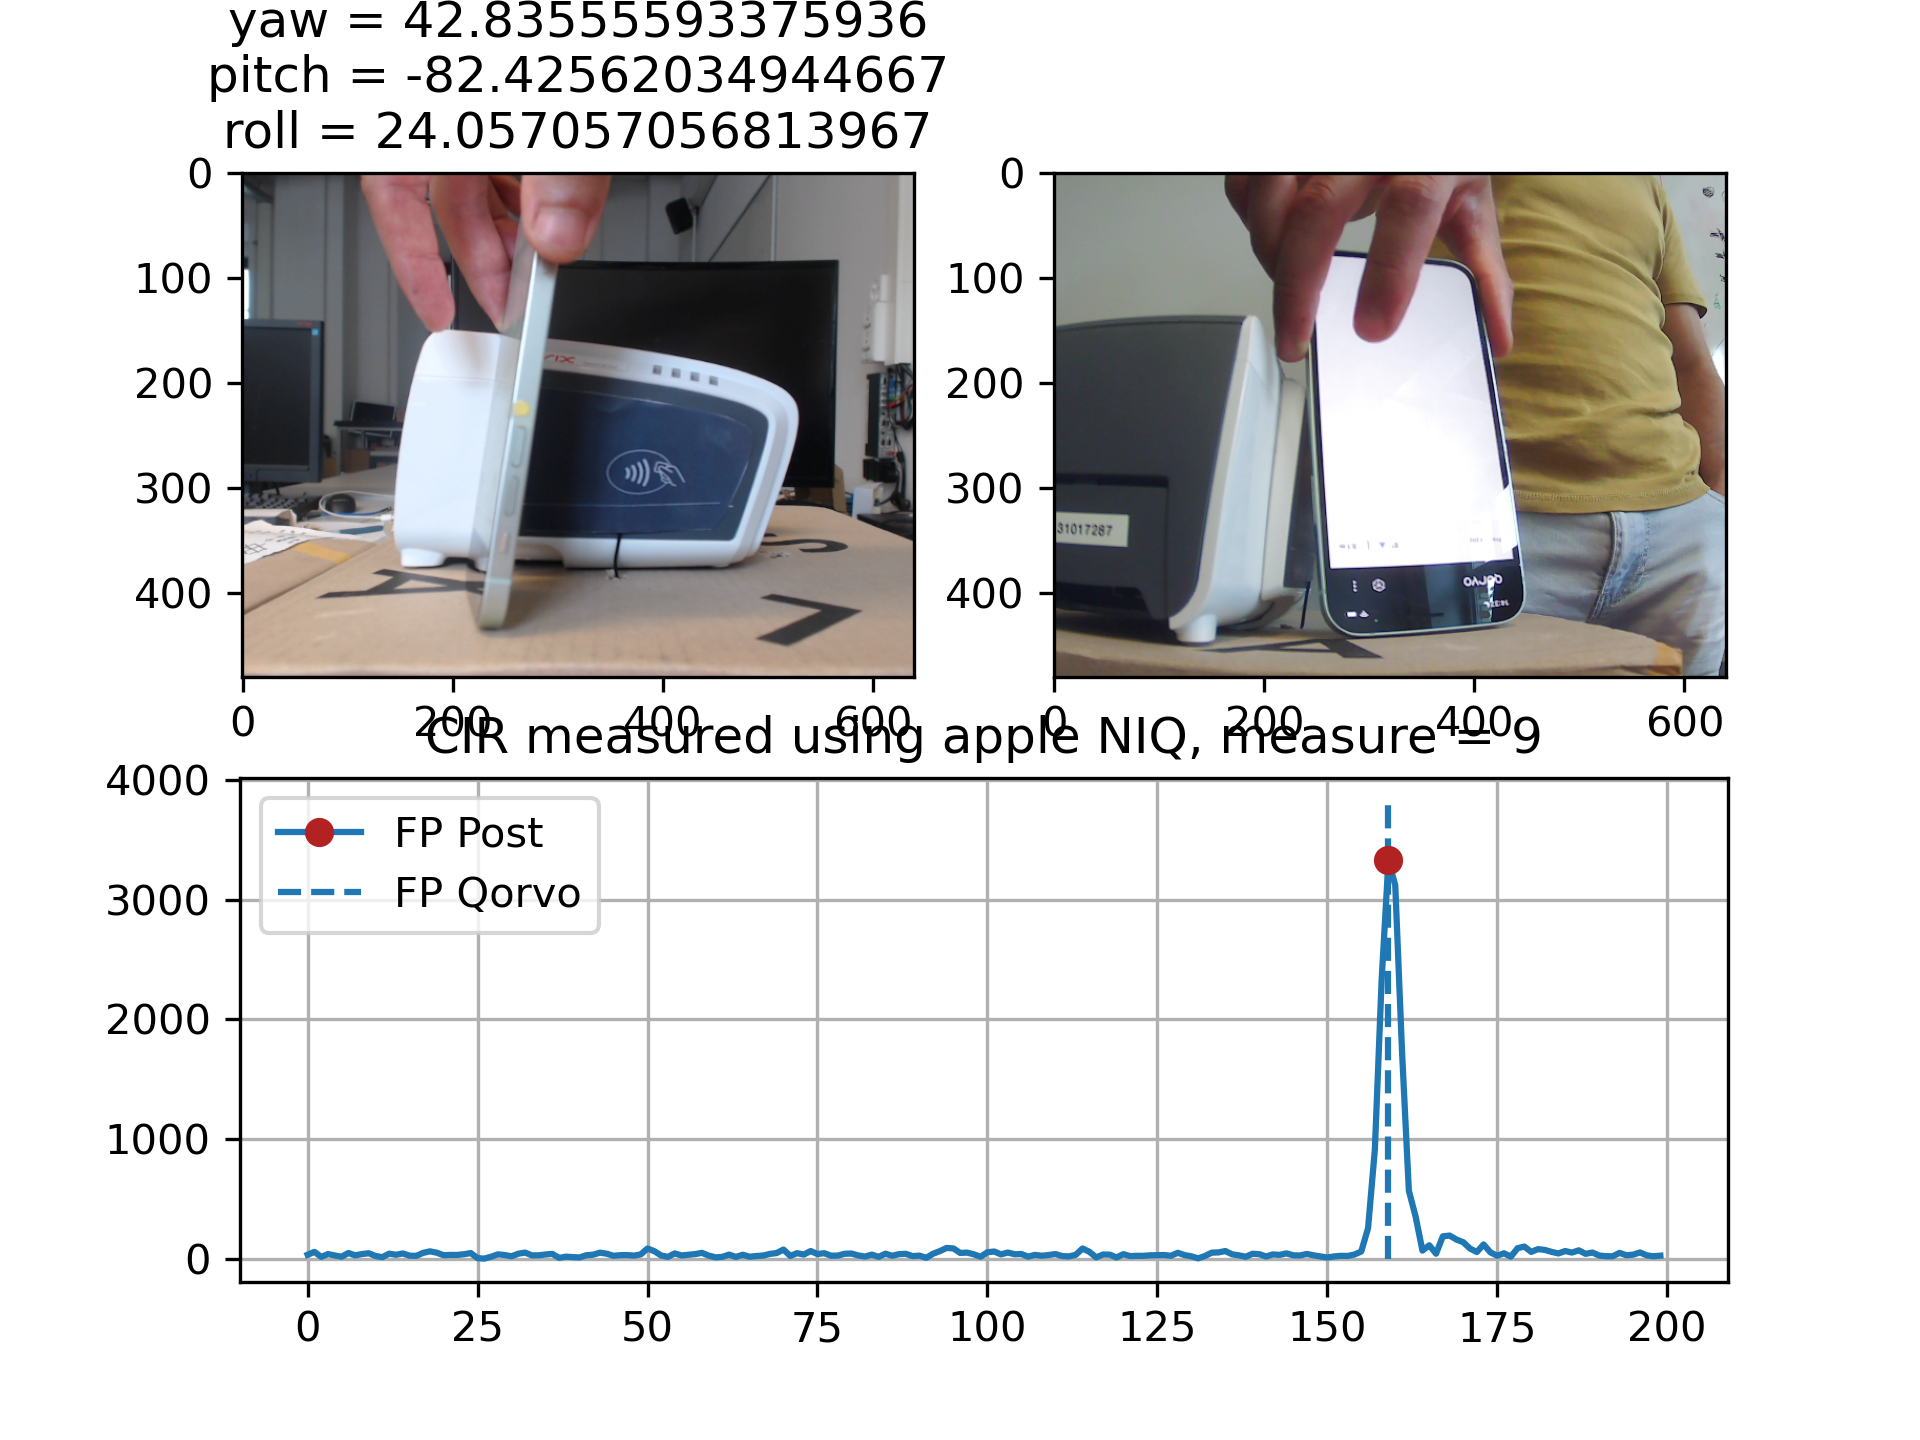 yaw = 42.83555593375936
pitch = -82.42562034944667
roll = 24.057057056813967
0
100
200
300
400
0 200 400 600
0
100
200
300
400
31017287
qorvo
0 200 400 600
CIR measured using apple NIQ, measure = 9
4000
3000
2000
1000
0
FP Post
FP Qorvo
0 25 50 75 100 125 150 175 200